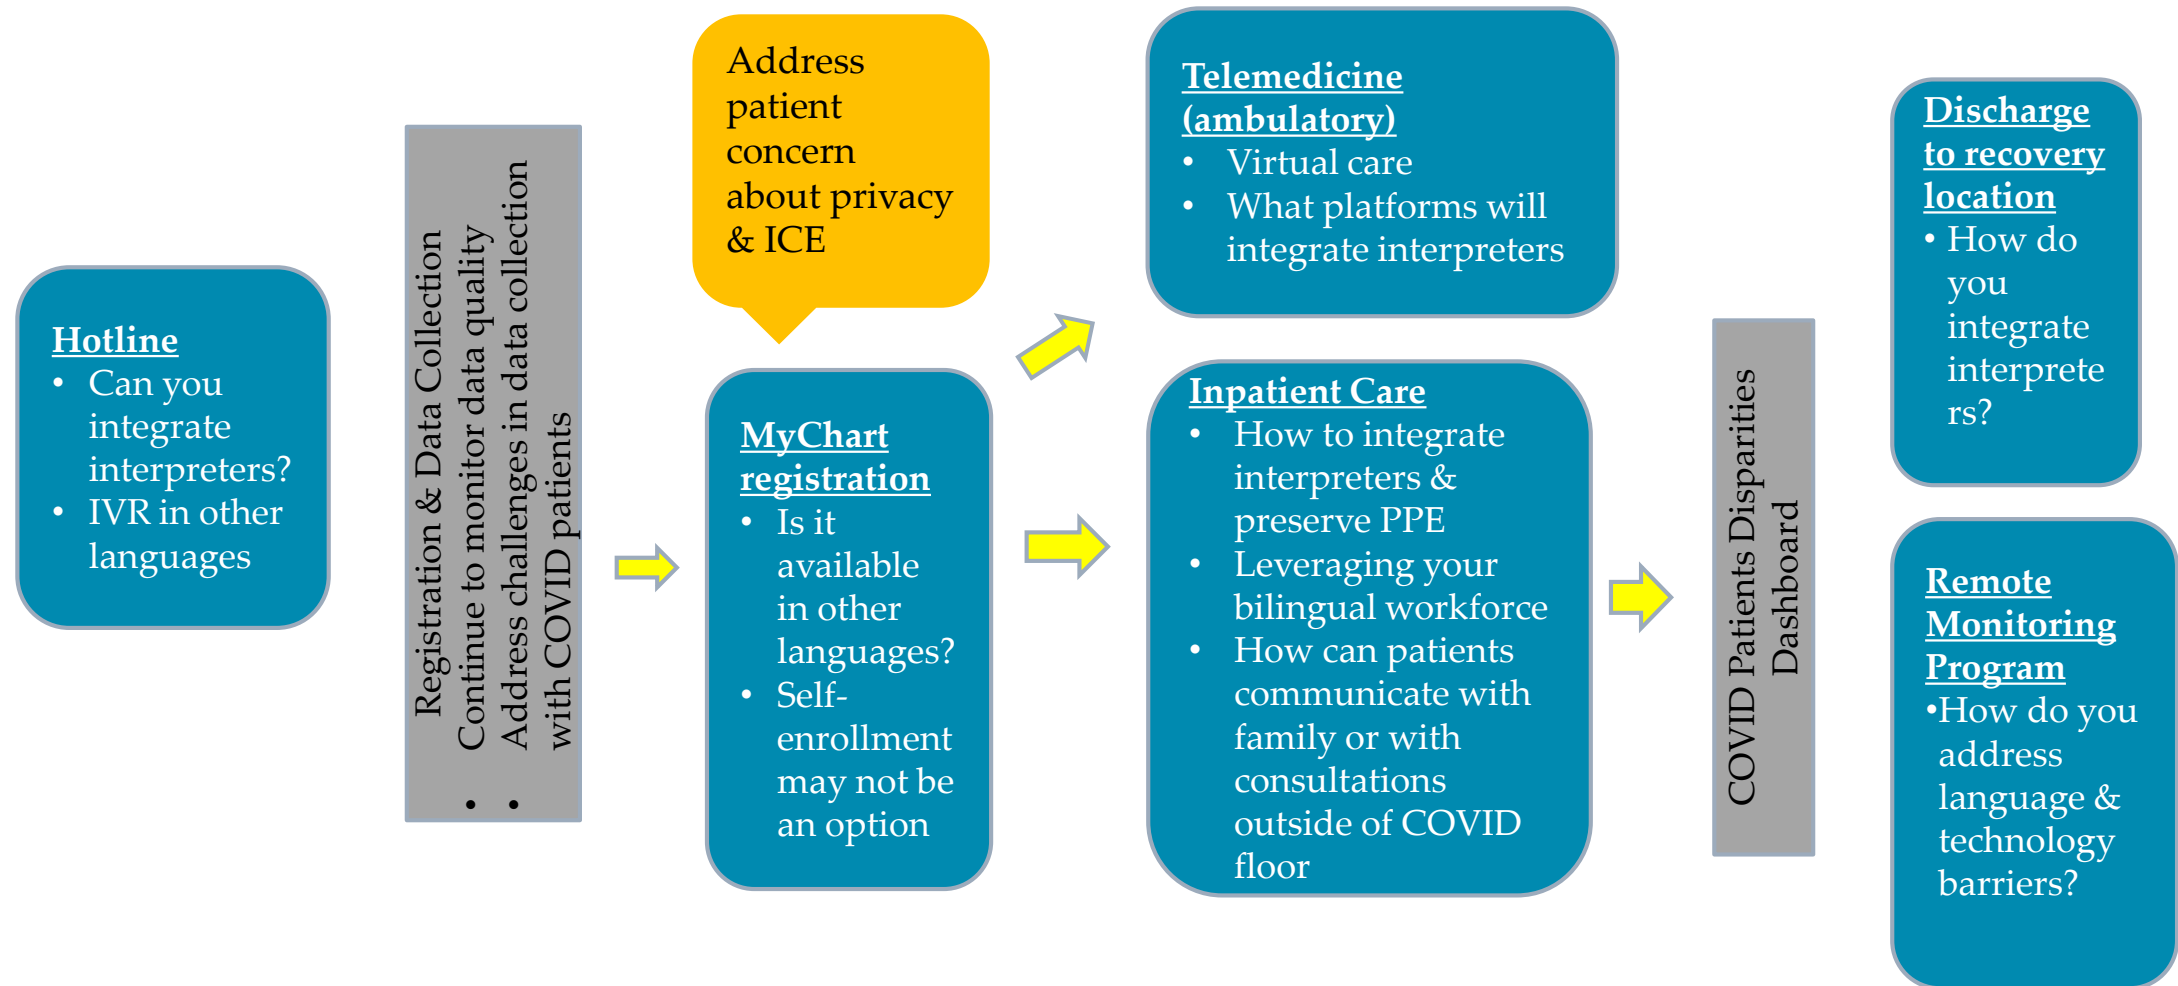 Hotline
• Can you
integrate
interpreters?
• IVR in other
languages
Registration & Data Collection
• Continue to monitor data quality
• Address challenges in data collection
with COVID patients
Address
patient
concern
about privacy
& ICE
MyChart
registration
• Is it
available
in other
languages?
• Self-
enrollment
may not be
an option
Telemedicine
(ambulatory)
• Virtual care
• What platforms will
integrate interpreters
Inpatient Care
• How to integrate
interpreters &
preserve PPE
• Leveraging your
bilingual workforce
• How can patients
communicate with
family or with
consultations
outside of COVID
floor
COVID Patients Disparities
Dashboard
Discharge
to recovery
location
• How do
you
integrate
interprete
rs?
Remote
Monitoring
Program
•How do you
address
language &
technology
barriers?